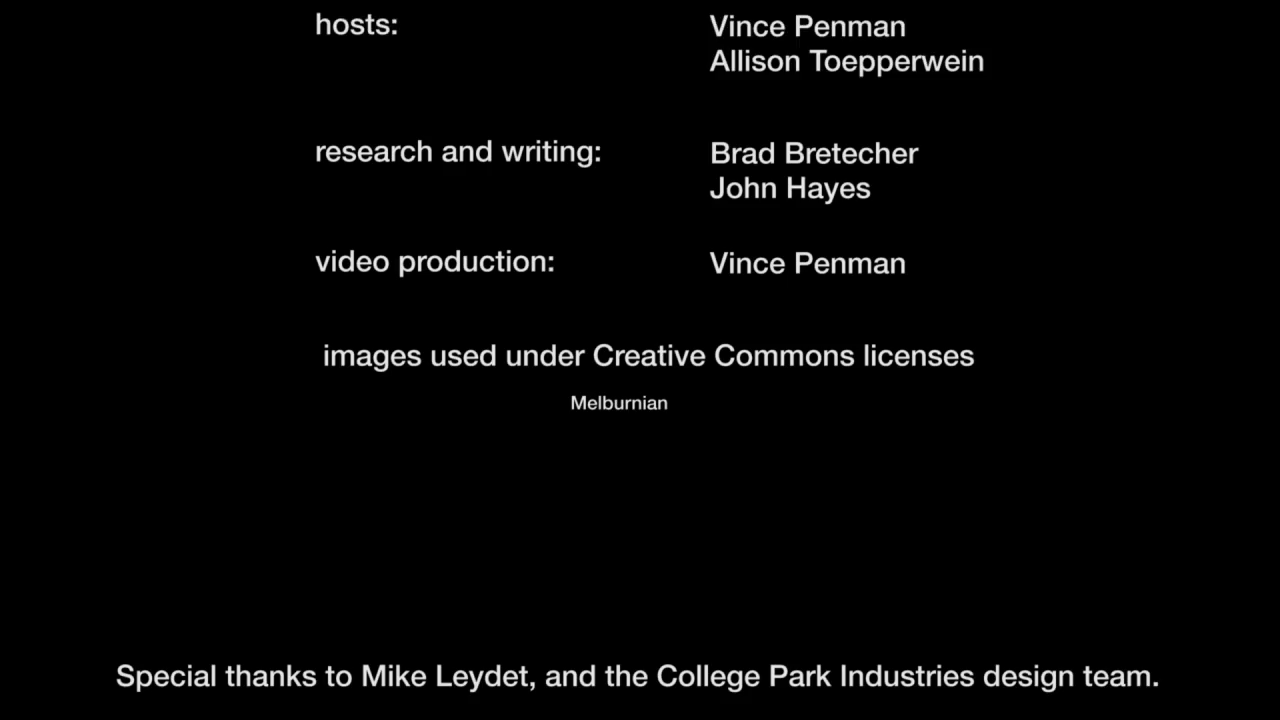 hosts: Vince Penman
Allison Toepperwein
research and writing: Brad Bretecher
John Hayes
video production: Vince Penman
images used under Creative Commons licenses
Melburnian
Special thanks to Mike Leydet, and the College Park Industries design team.